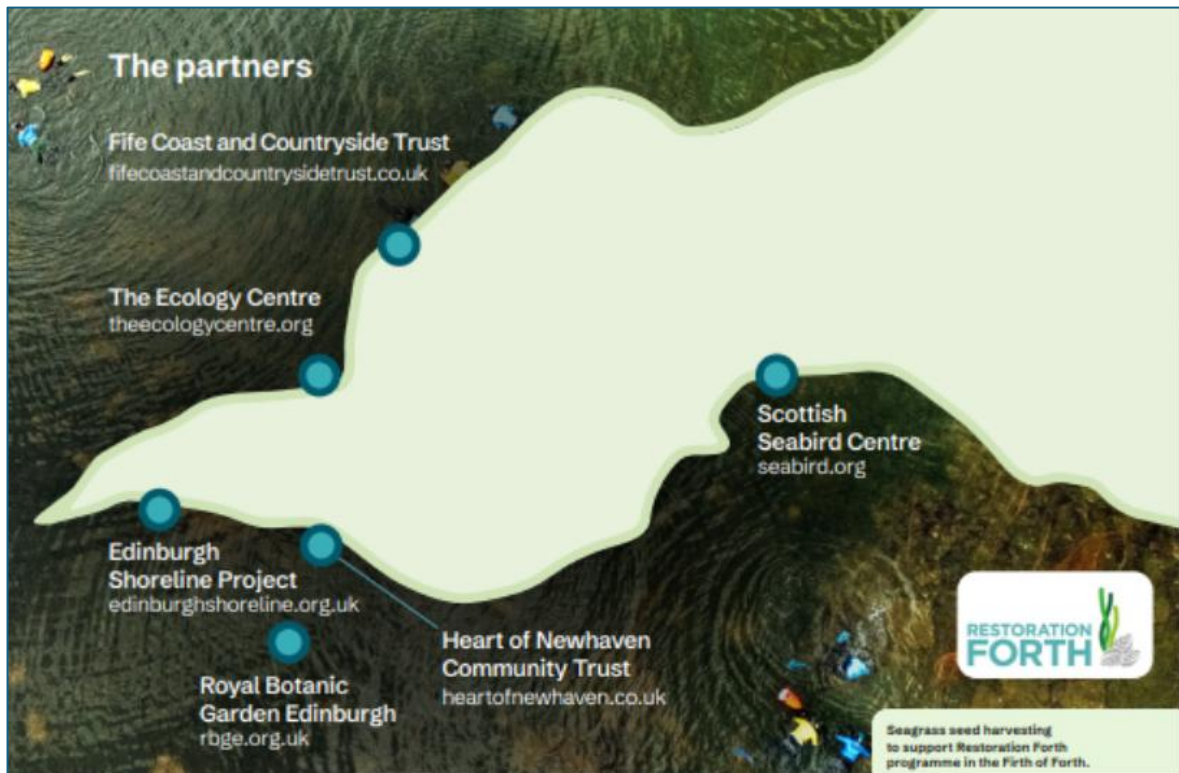 The partners
Fife Coast and Countryside Trust
fifecoastandcountrysidetrust.co.uk
The Ecology Centre
theecologycentre.org
Scottish
Seabird Centre
seabird.org
Edinburgh
Shoreline Project
edinburghshoreline.org.uk
Heart of Newhaven
Community Trust
heartofnewhaven.co.uk
Royal Botanic
Garden Edinburgh
rbge.org.uk
RESTORATION
FORTH
Seagrass seed harvesting
to support Restoration Forth
programme in the Firth of Forth.